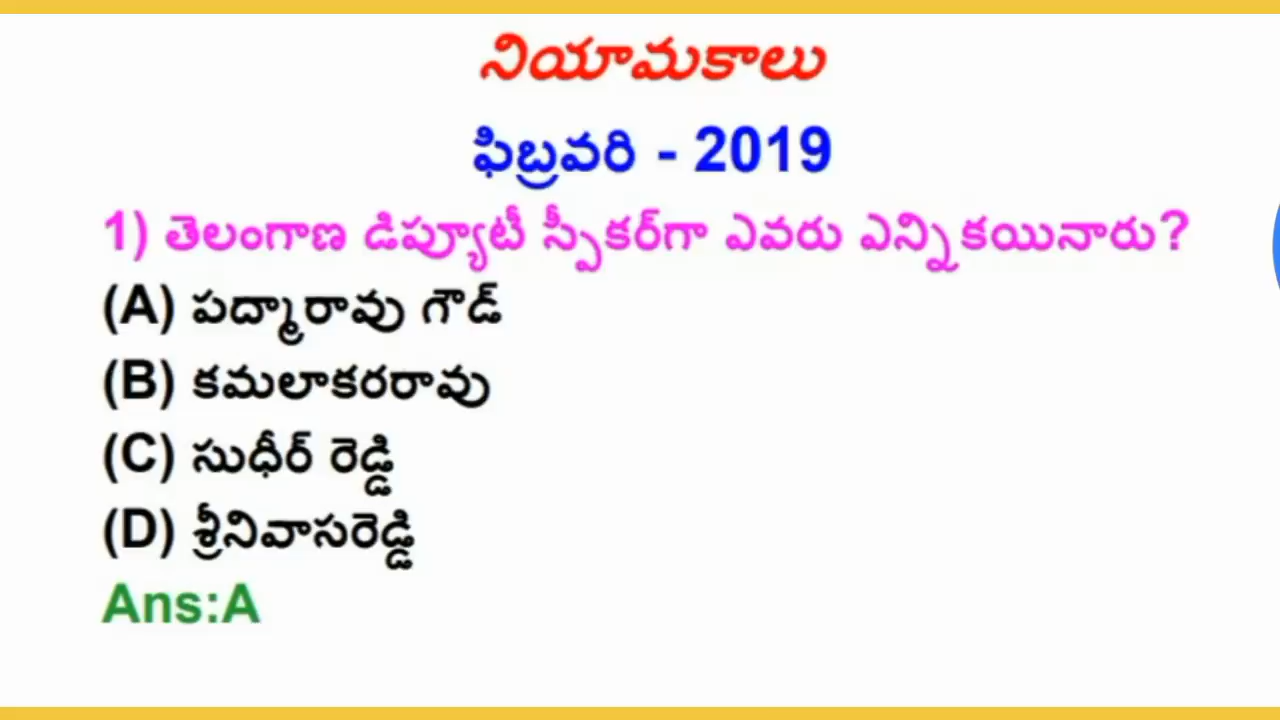 నియామకాలు
ఫిబ్రవరి - 2019
1) తెలంగాణ డిప్యూటీ స్పీకర్‌గా ఎవరు ఎన్నికయినారు?
(A) పద్మారావు గౌడ్
(B) కమలాకరరావు
(C) సుధీర్ రెడ్డి
(D) శ్రీనివాసరెడ్డి
Ans:A